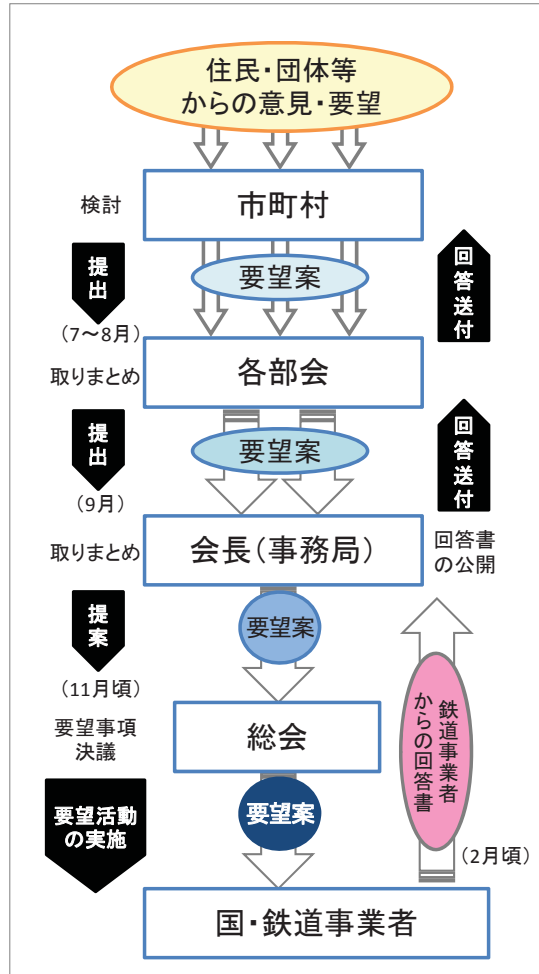 住民・団体等
からの意見・要望
検討
市町村
提出
要望案
回答送付
(7～8月)
取りまとめ
各部会
提出
要望案
回答送付
(9月)
取りまとめ
会長(事務局)
回答書
の公開
提案
要望案
(11月頃)
要望事項
決議
総会
鉄道事業者
からの回答書
要望活動
の実施
要望案
(2月頃)
国・鉄道事業者